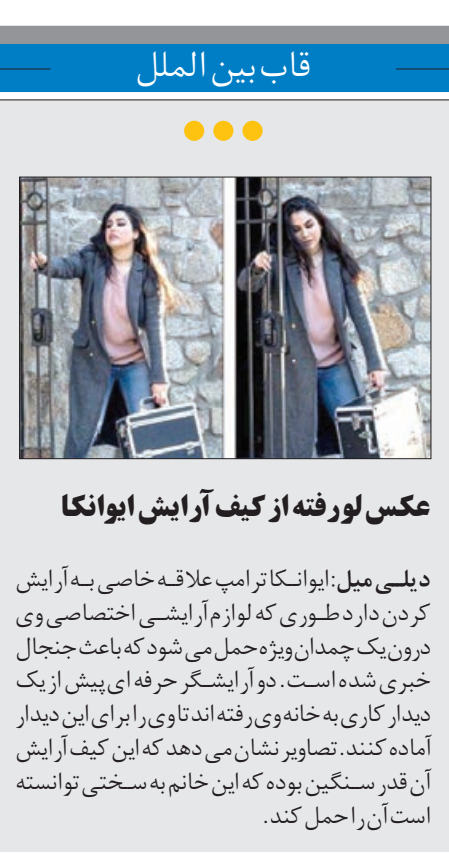 قاب بین الملل
عکس لو رفته از کیف آرایش ایوانکا
دیلی میل: ایوانکا ترامپ علاقه خاصی به آرایش
کردن دارد طوری که لوازم آرایشی اختصاصی وی
درون یک چمدان ویژه حمل می شود که باعث جنجال
خبری شده است. دو آرایشگر حرفه ای پیش از یک
دیدار کاری به خانه وی رفته اند تا وی را برای این دیدار
آماده کنند. تصاویر نشان می دهد که این کیف آرایش
آن قدر سنگین بوده که این خانم به سختی توانسته
است آن را حمل کند.